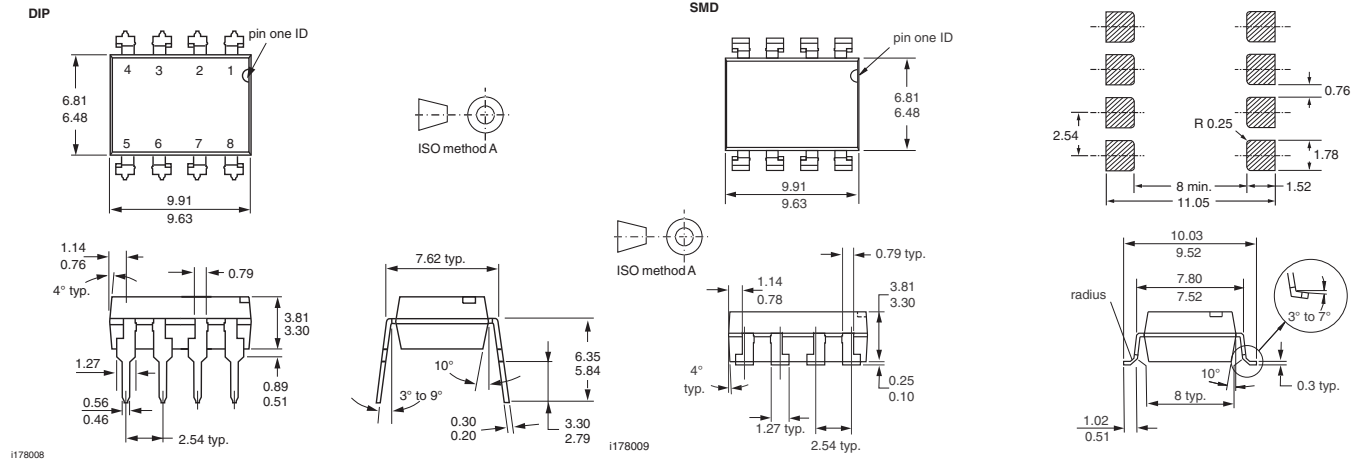 DIP
pin one ID
4 3 2 1
5 6 7 8
6.81
6.48
9.91
9.63
ISO method A
1.14
0.76
4° typ.
0.79
3.81
3.30
1.27
0.89
0.51
0.56
0.46
2.54 typ.
i178008
7.62 typ.
10°
3° to 9°
6.35
5.84
0.30
0.20
3.30
2.79
SMD
pin one ID
6.81
6.48
9.91
9.63
ISO method A
1.14
0.78
0.79 typ.
3.81
3.30
4°
typ.
0.25
0.10
1.27 typ.
2.54 typ.
i178009
0.76
2.54
R 0.25
1.78
8 min.
1.52
11.05
10.03
9.52
7.80
7.52
radius
3° to 7°
10°
0.3 typ.
8 typ.
1.02
0.51